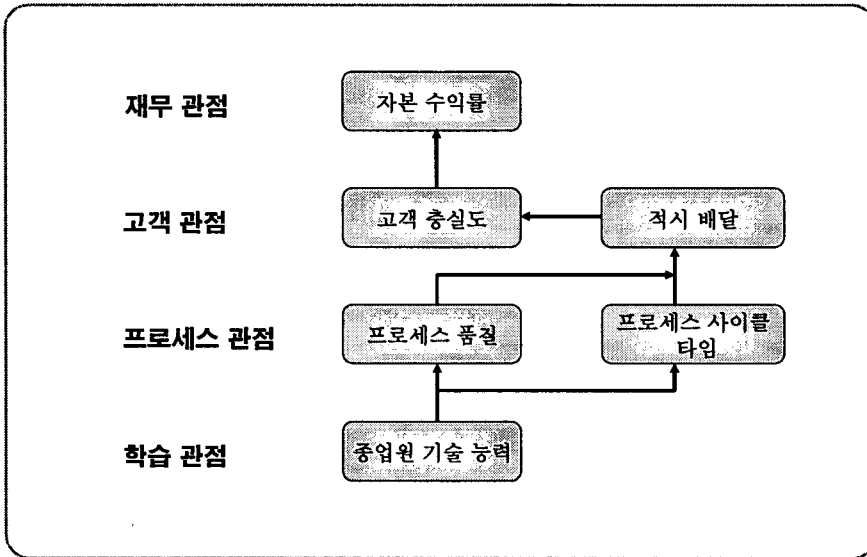 재무 관점
자본 수익률
고객 관점
고객 충실도
적시 배달
프로세스 관점
프로세스 품질
프로세스 사이클
타임
학습 관점
종업원 기술 능력